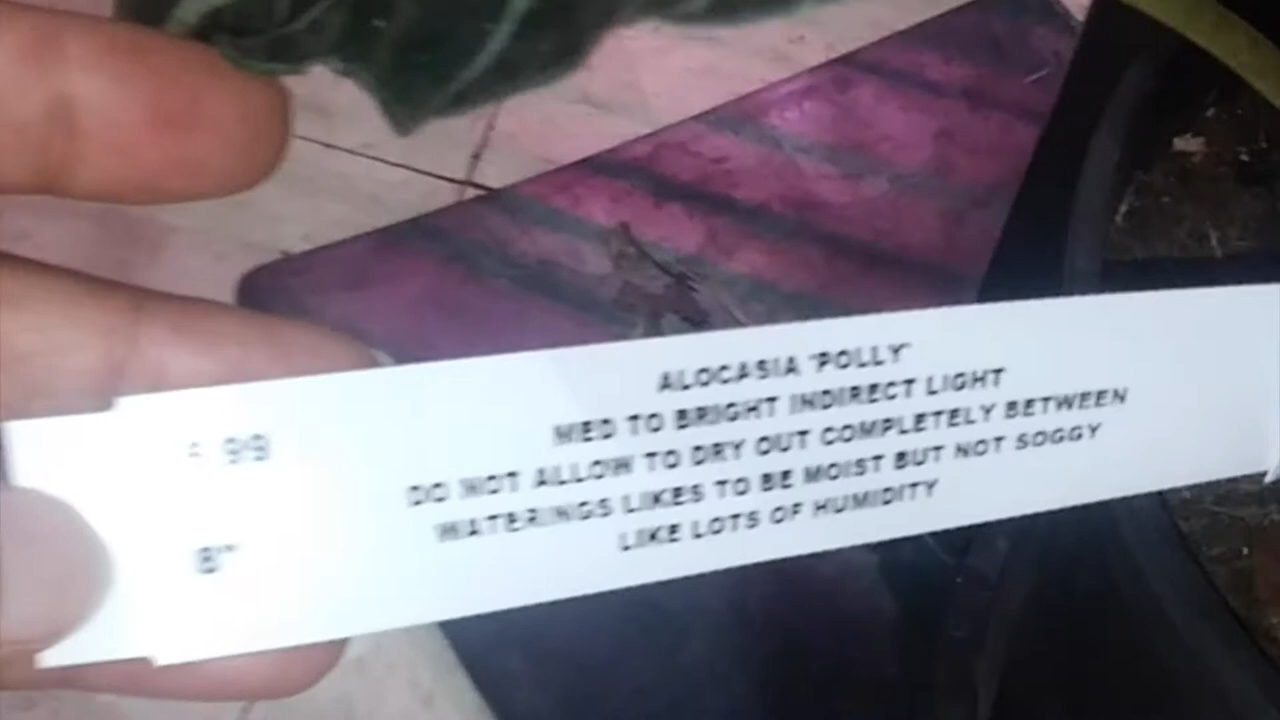 ALOCASIA "POLLY"
MED TO BRIGHT INDIRECT LIGHT
DO NOT ALLOW TO DRY OUT COMPLETELY BETWEEN
WATERINGS LIKES TO BE MOIST BUT NOT SOGGY
LIKE LOTS OF HUMIDITY
99
8"